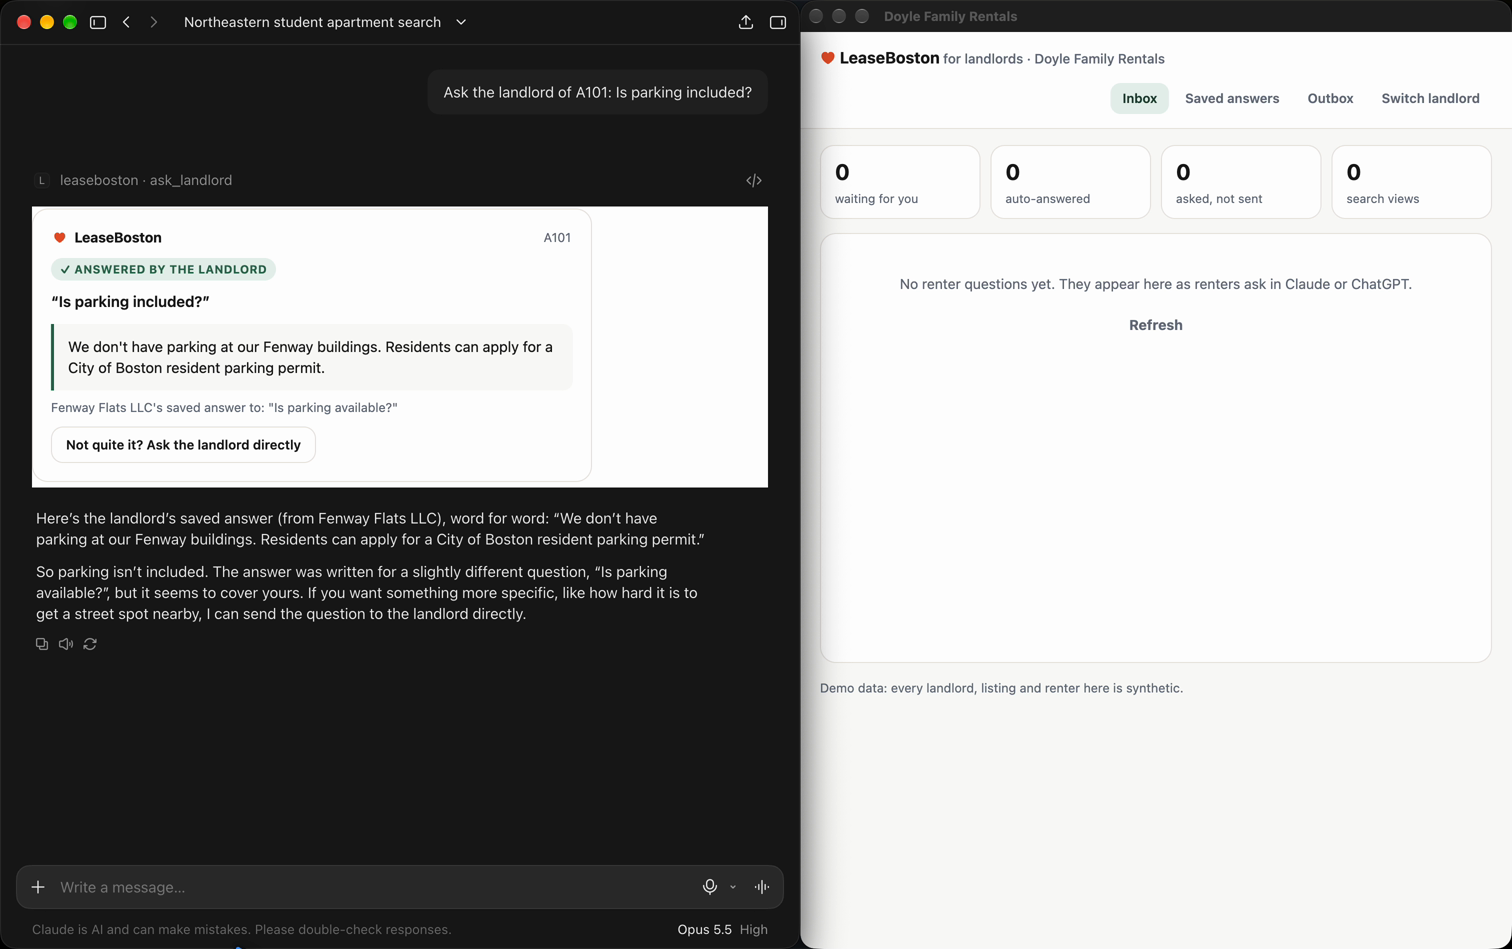 Northeastern student apartment search
Ask the landlord of A101: Is parking included?
L leaseboston · ask_landlord
LeaseBoston A101
✓ ANSWERED BY THE LANDLORD
“Is parking included?”
We don't have parking at our Fenway buildings. Residents can apply for a
City of Boston resident parking permit.
Fenway Flats LLC's saved answer to: "Is parking available?"
Not quite it? Ask the landlord directly
Here’s the landlord’s saved answer (from Fenway Flats LLC), word for word: “We don’t have
parking at our Fenway buildings. Residents can apply for a City of Boston resident parking permit.”
So parking isn’t included. The answer was written for a slightly different question, “Is parking
available?”, but it seems to cover yours. If you want something more specific, like how hard it is to
get a street spot nearby, I can send the question to the landlord directly.
Write a message...
Claude is AI and can make mistakes. Please double-check responses.
Opus 5.5 High
Doyle Family Rentals
LeaseBoston for landlords · Doyle Family Rentals
Inbox Saved answers Outbox Switch landlord
0 0 0 0
waiting for you auto-answered asked, not sent search views
No renter questions yet. They appear here as renters ask in Claude or ChatGPT.
Refresh
Demo data: every landlord, listing and renter here is synthetic.